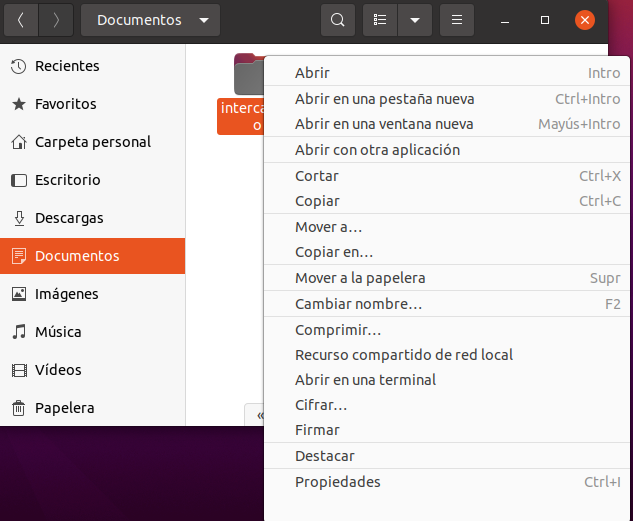 Documentos
Recientes
Favoritos
Carpeta personal
Escritorio
Descargas
Documentos
Imágenes
Música
Vídeos
Papelera
interca
o
«
Abrir Intro
Abrir en una pestaña nueva Ctrl+Intro
Abrir en una ventana nueva Mayús+Intro
Abrir con otra aplicación
Cortar Ctrl+X
Copiar Ctrl+C
Mover a…
Copiar en…
Mover a la papelera Supr
Cambiar nombre… F2
Comprimir…
Recurso compartido de red local
Abrir en una terminal
Cifrar…
Firmar
Destacar
Propiedades Ctrl+I